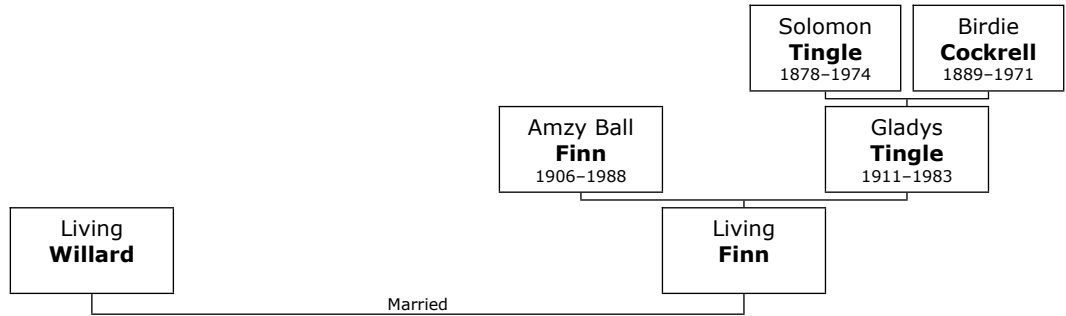 Solomon
Tingle
1878–1974
Birdie
Cockrell
1889–1971
Amzy Ball
Finn
1906–1988
Gladys
Tingle
1911–1983
Living
Willard
Living
Finn
Married